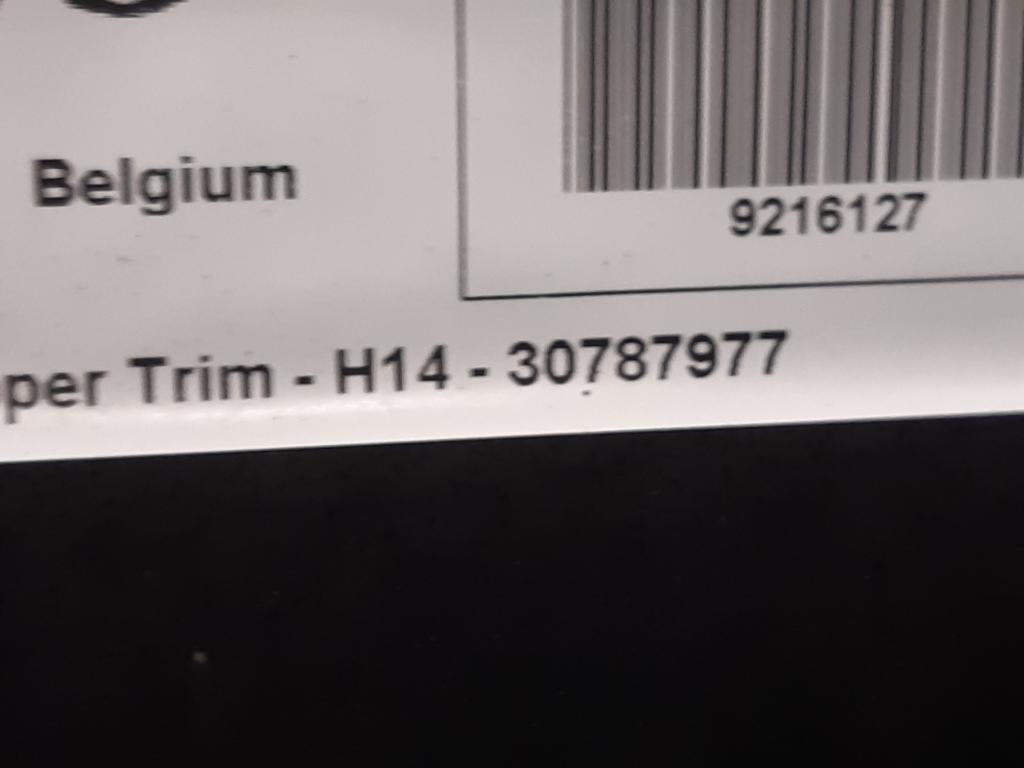 Belgium
9216127
per Trim - H14 - 30787977